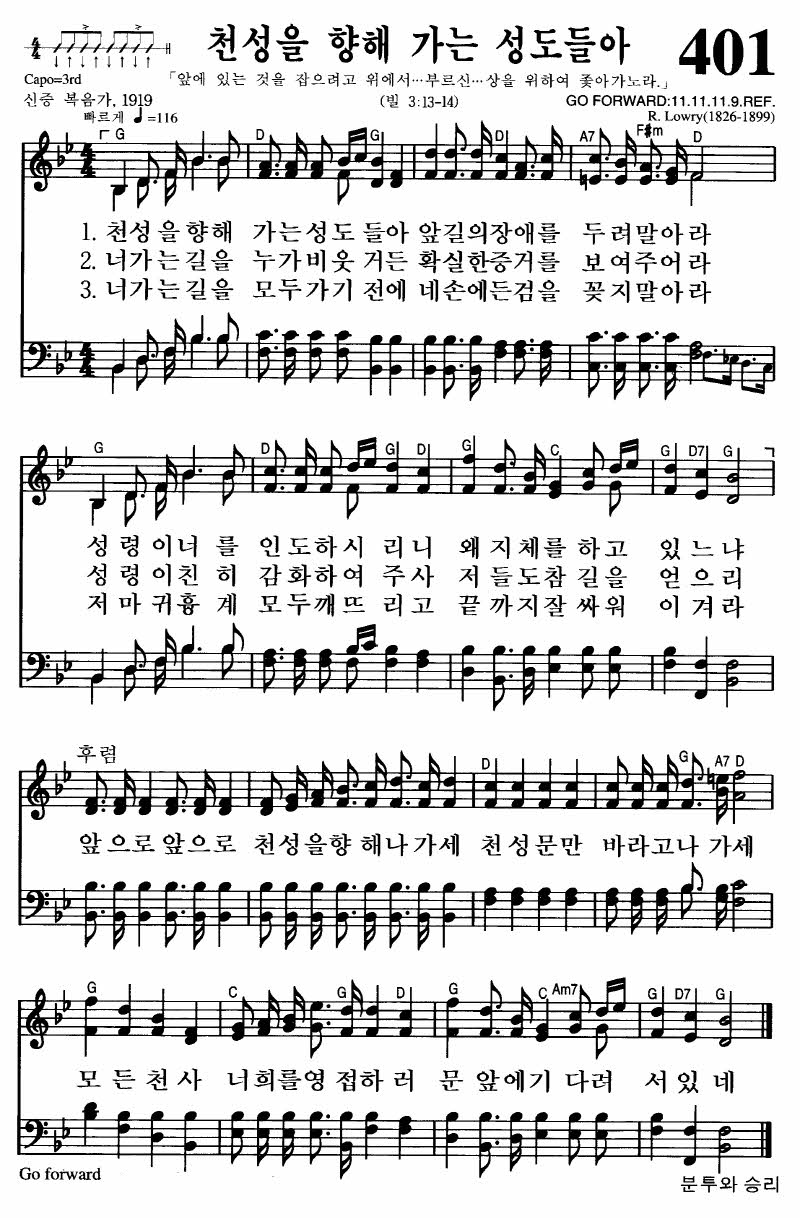 천성을 향해 가는 성도들아 401
Capo=3rd 「앞에 있는 것을 잡으려고 위에서…부르신…상을 위하여 좇아가노라.」
신증 복음가, 1919 (빌 3:13-14) GO FORWARD:11.11.11.9.REF.
빠르게 ♩=116 R. Lowry(1826-1899)
G D A7 F#m D
1. 천성을향해 가는성도 들아 앞길의장애를 두려말아라
2. 너가는길을 누가비웃 거든 확실한증거를 보여주어라
3. 너가는길을 모두가기 전에 네손에든검을 꽂지말아라
G D G D G C G D7 G
성령이너 를 인도하시 리니 왜지체를하고 있느냐
성령이친 히 감화하여 주사 저들도참길을 얻으리
저마귀흉 계 모두깨뜨 리고 끝까지잘싸워 이겨라
후렴 D G A7 D
앞으로앞으로 천성을향 해나가세 천성문만 바라고나 가세
G C G D G C Am7 G D7 G
모든천사 너희를영접하러 문앞에기 다려 서있네
Go forward 분투와 승리